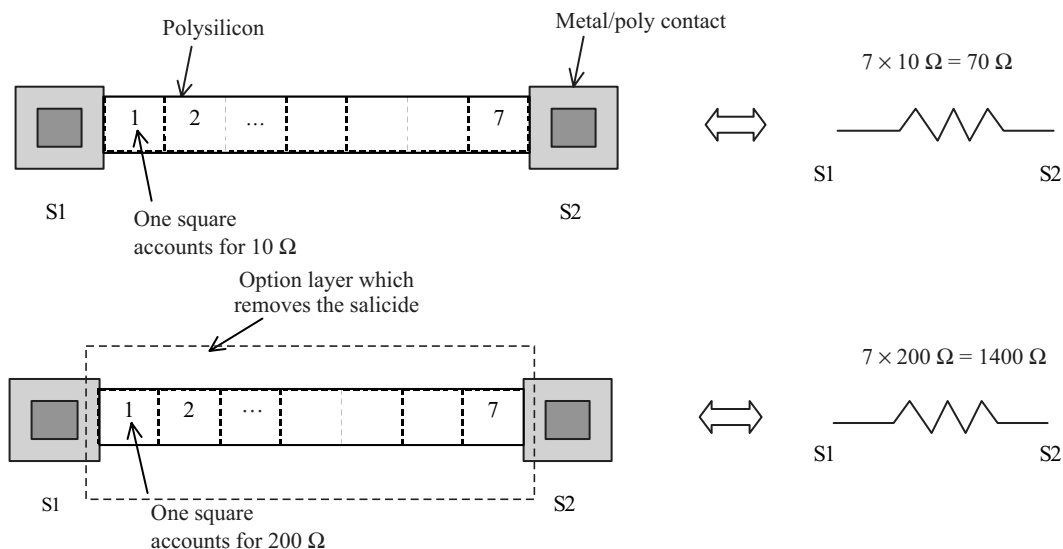 Polysilicon
Metal/poly contact
7 × 10 Ω = 70 Ω
1 2 ... 7
S1 S2
S1 S2
One square
accounts for 10 Ω
Option layer which
removes the salicide
7 × 200 Ω = 1400 Ω
1 2 ... 7
S1 S2
S1 S2
One square
accounts for 200 Ω